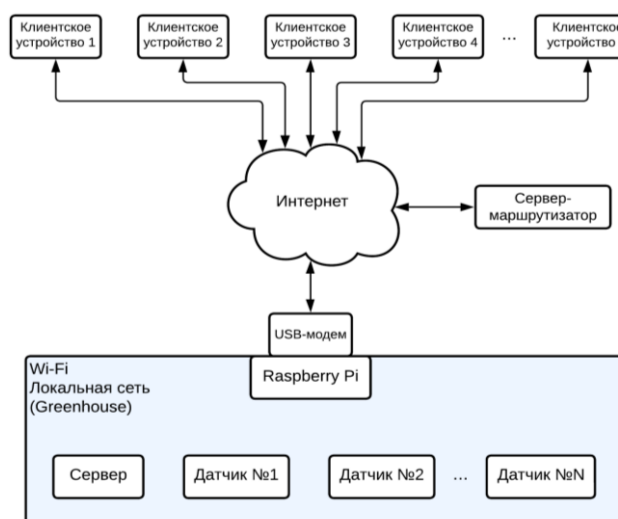 Клиентское
устройство 1
Клиентское
устройство 2
Клиентское
устройство 3
Клиентское
устройство 4
...
Клиентское
устройство
Интернет
Сервер-
маршрутизатор
USB-модем
Raspberry Pi
Wi-Fi
Локальная сеть
(Greenhouse)
Сервер
Датчик №1
Датчик №2
...
Датчик №N